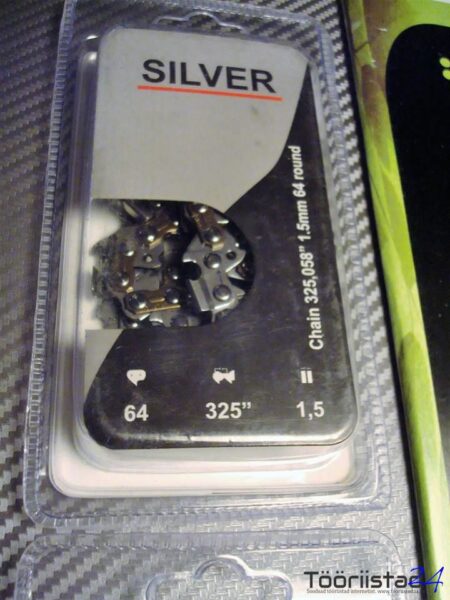 SILVER
Chain 325,058" 1.5mm 64 round
64 325" 1,5
Tööriista24